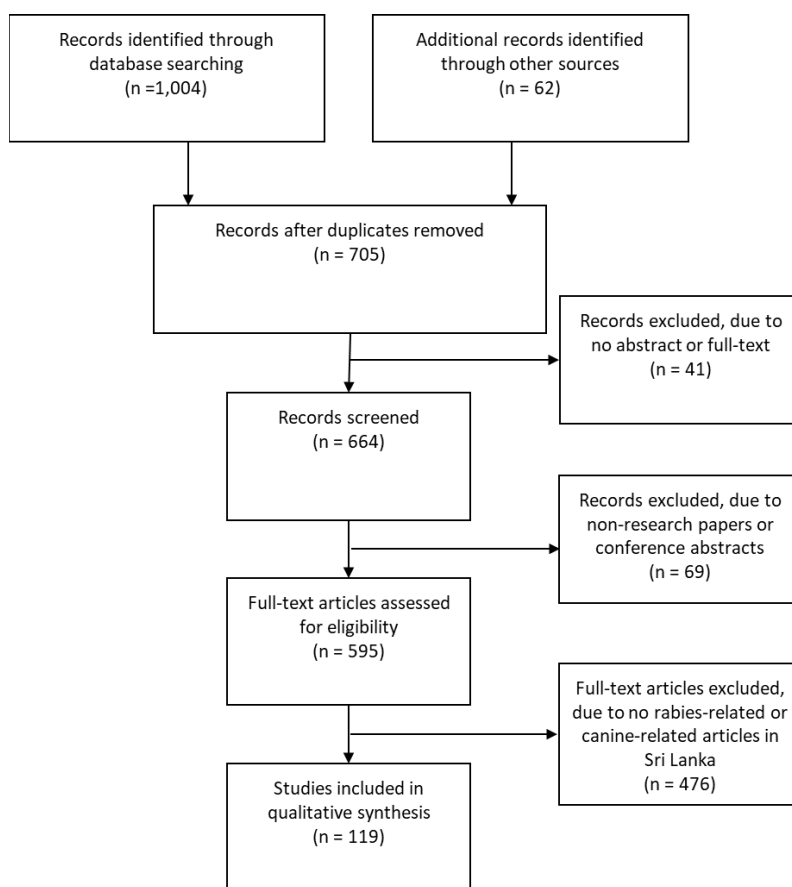 Records identified through
database searching
(n =1,004)
Additional records identified
through other sources
(n = 62)
Records after duplicates removed
(n = 705)
Records excluded, due to
no abstract or full-text
(n = 41)
Records screened
(n = 664)
Records excluded, due to
non-research papers or
conference abstracts
(n = 69)
Full-text articles assessed
for eligibility
(n = 595)
Full-text articles excluded,
due to no rabies-related or
canine-related articles in
Sri Lanka
(n = 476)
Studies included in
qualitative synthesis
(n = 119)